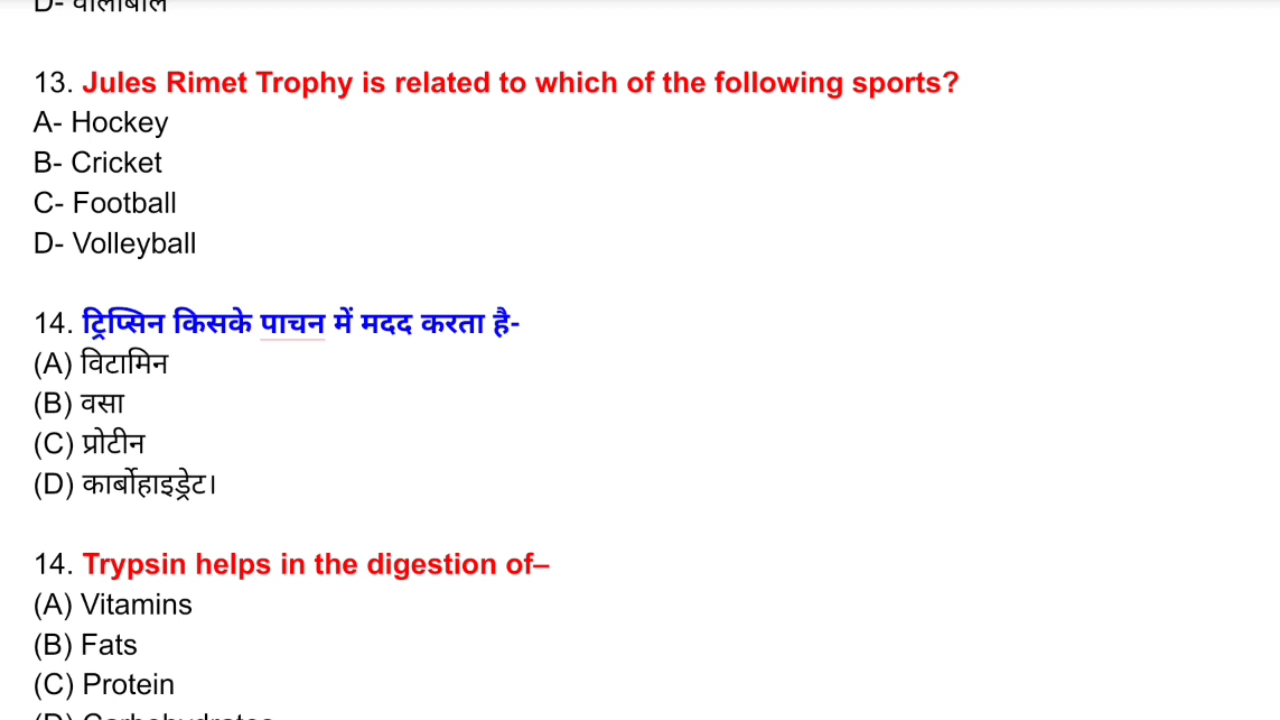 D- वॉलीबॉल
13. Jules Rimet Trophy is related to which of the following sports?
A- Hockey
B- Cricket
C- Football
D- Volleyball
14. ट्रिप्सिन किसके पाचन में मदद करता है-
(A) विटामिन
(B) वसा
(C) प्रोटीन
(D) कार्बोहाइड्रेट।
14. Trypsin helps in the digestion of–
(A) Vitamins
(B) Fats
(C) Protein
(D) Carbohydrates